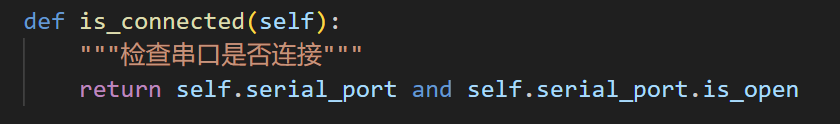 def is_connected(self):
"""检查串口是否连接"""
return self.serial_port and self.serial_port.is_open